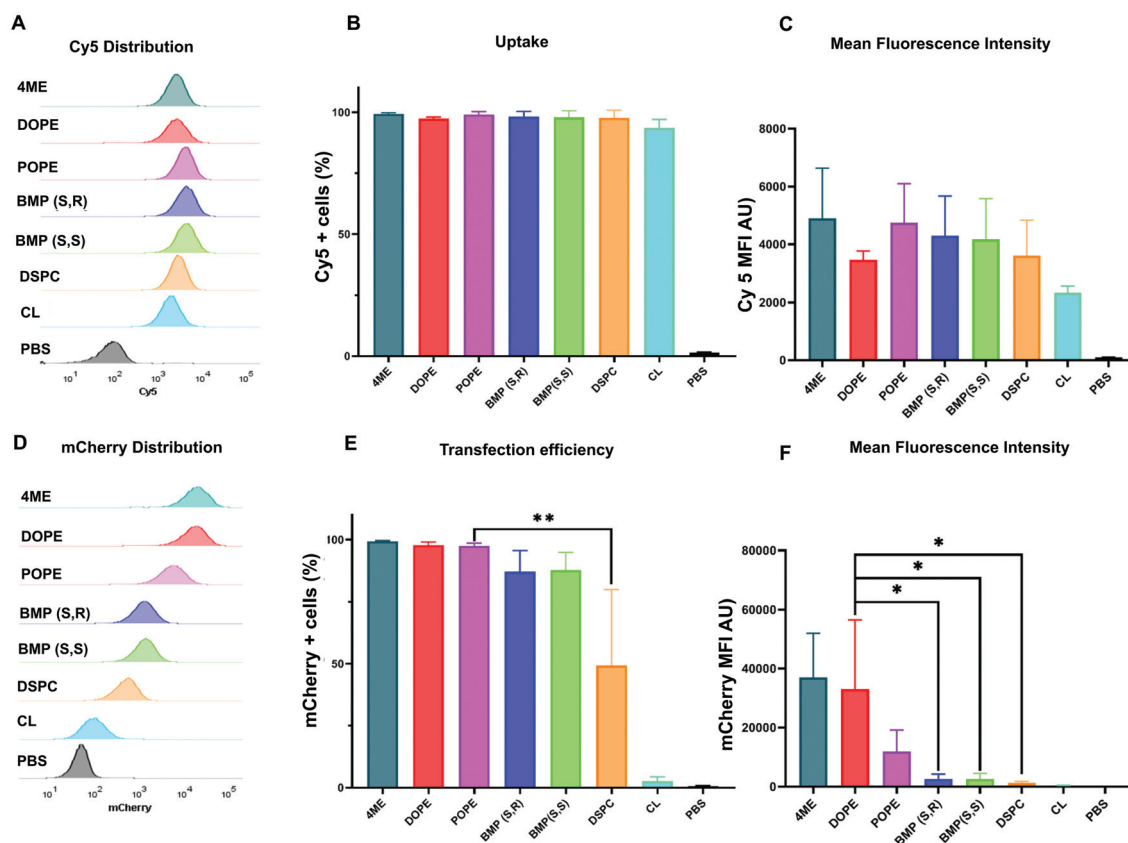 A
Cy5 Distribution
4ME
DOPE
POPE
BMP (S,R)
BMP (S,S)
DSPC
CL
PBS
10¹ 10² 10³ 10⁴ 10⁵
Cy5
B
Uptake
Cy5 + cells (%)
100
50
0
4ME DOPE POPE BMP (S,R) BMP(S,S) DSPC CL PBS
C
Mean Fluorescence Intensity
Cy 5 MFI AU)
8000
6000
4000
2000
0
4ME DOPE POPE BMP (S,R) BMP(S,S) DSPC CL PBS
D
mCherry Distribution
4ME
DOPE
POPE
BMP (S,R)
BMP (S,S)
DSPC
CL
PBS
10¹ 10² 10³ 10⁴ 10⁵
mCherry
E
Transfection efficiency
mCherry + cells (%)
100
50
0
**
4ME DOPE POPE BMP (S,R) BMP(S,S) DSPC CL PBS
F
Mean Fluorescence Intensity
mCherry MFI AU)
80000
60000
40000
20000
0
*
*
*
4ME DOPE POPE BMP (S,R) BMP(S,S) DSPC CL PBS